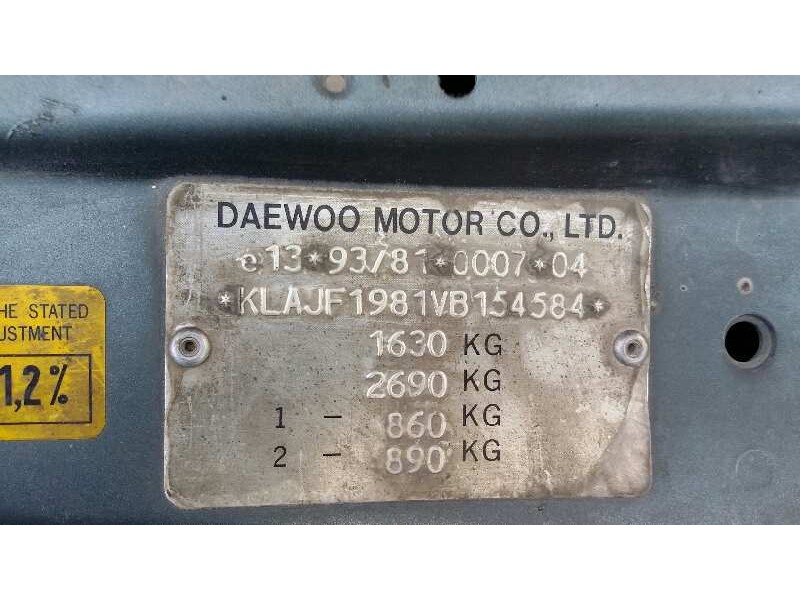 DAEWOO MOTOR CO., LTD.
e13*93/81*0007*04
*KLAJF1981VB154584*
1630 KG
2690 KG
1 - 860 KG
2 - 890 KG
HE STATED
USTMENT
1,2%